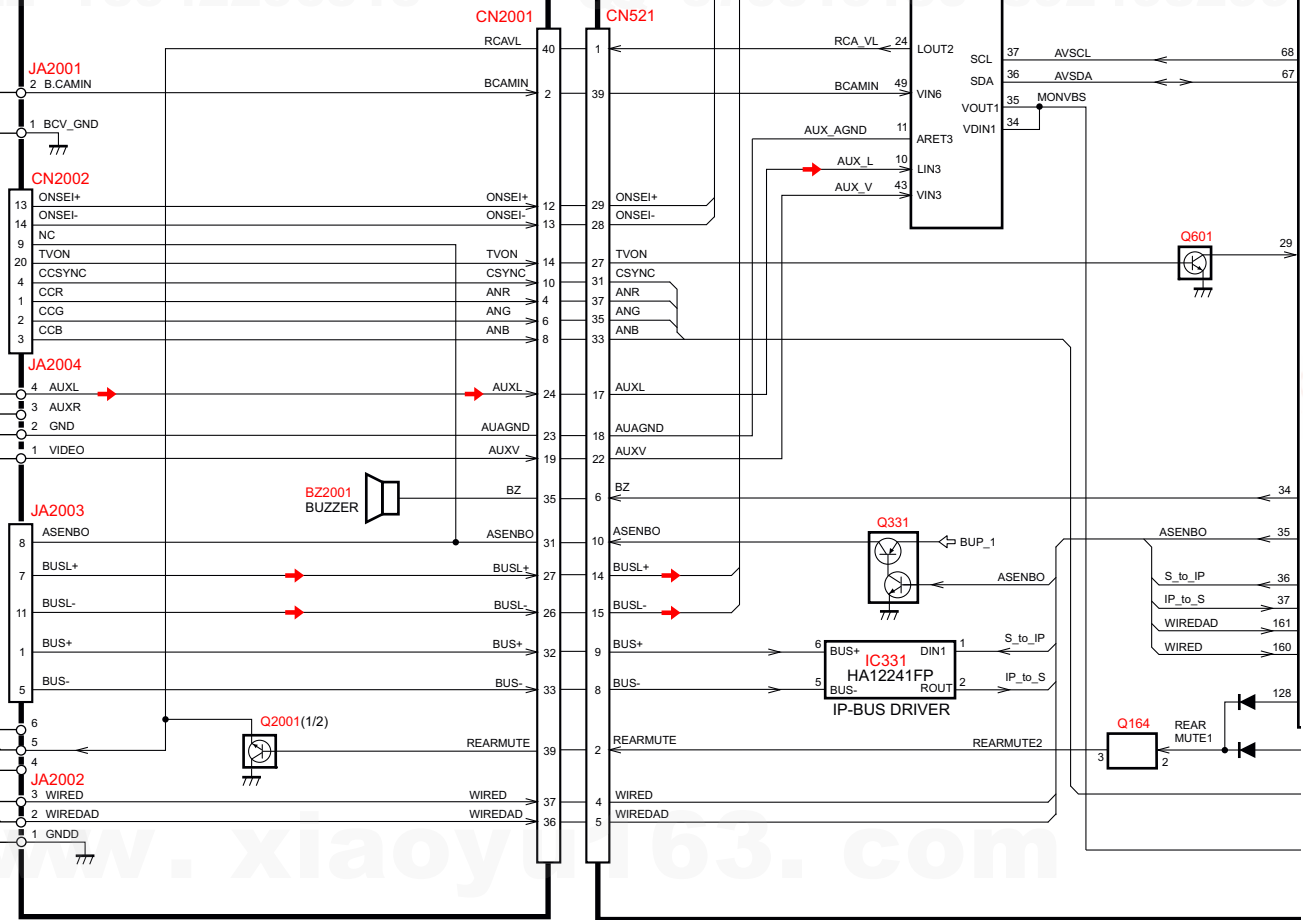 CN2001 CN521
RCAVL 40 1 RCA_VL 24 LOUT2
SCL 37 AVSCL 68
JA2001
SDA 36 AVSDA 67
2 B.CAMIN BCAMIN 2 39 BCAMIN 49 VIN6
VOUT1 35 MONVBS
VDIN1 34
1 BCV_GND
AUX_AGND 11 ARET3
AUX_L 10 LIN3
CN2002
AUX_V 43 VIN3
13 ONSEI+ ONSEI+ 12 29 ONSEI+
14 ONSEI- ONSEI- 13 28 ONSEI-
9 NC
Q601
29
20 TVON TVON 14 27 TVON
4 CCSYNC CSYNC 10 31 CSYNC
1 CCR ANR 4 37 ANR
2 CCG ANG 6 35 ANG
3 CCB ANB 8 33 ANB
JA2004
4 AUXL AUXL 24 17 AUXL
3 AUXR
2 GND AUAGND 23 18 AUAGND
1 VIDEO AUXV 19 22 AUXV
BZ2001
BUZZER
BZ 35 6 BZ 34
JA2003
Q331
8 ASENBO ASENBO 31 10 ASENBO
BUP_1
ASENBO 35
7 BUSL+ BUSL+ 27 14 BUSL+
ASENBO
S_to_IP 36
11 BUSL- BUSL- 26 15 BUSL-
IP_to_S 37
WIREDAD 161
WIRED 160
1 BUS+ BUS+ 32 9 BUS+ 6 BUS+ DIN1 1 S_to_IP
IC331
HA12241FP
5 BUS- BUS- 33 8 BUS- 5 BUS- ROUT 2 IP_to_S
IP-BUS DRIVER
128
6
Q2001(1/2)
Q164
REAR
MUTE1
5
REARMUTE 39 2 REARMUTE REARMUTE2 3 2
4
JA2002
3 WIRED WIRED 37 4 WIRED
2 WIREDAD WIREDAD 36 5 WIREDAD
1 GNDD
w. xiaoyu163. com